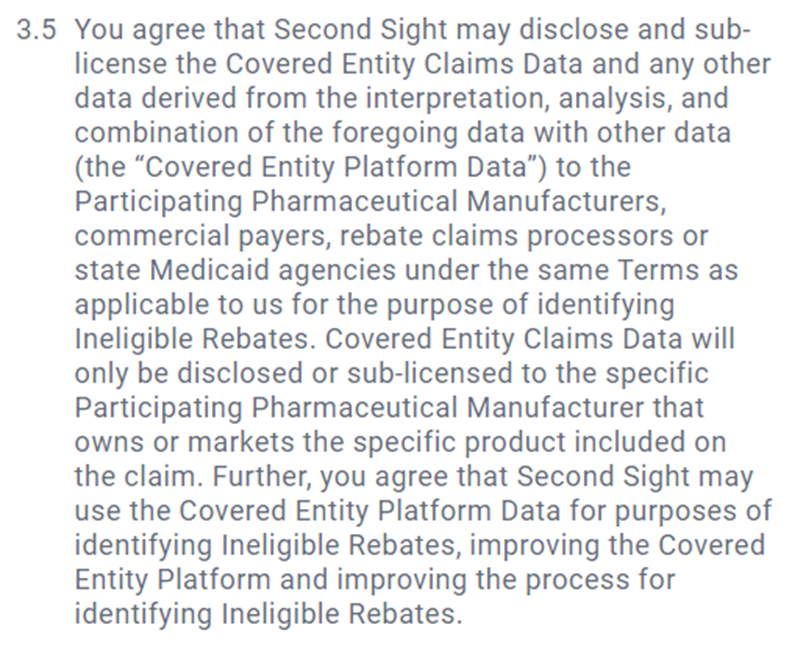 3.5 You agree that Second Sight may disclose and sub-
license the Covered Entity Claims Data and any other
data derived from the interpretation, analysis, and
combination of the foregoing data with other data
(the “Covered Entity Platform Data”) to the
Participating Pharmaceutical Manufacturers,
commercial payers, rebate claims processors or
state Medicaid agencies under the same Terms as
applicable to us for the purpose of identifying
Ineligible Rebates. Covered Entity Claims Data will
only be disclosed or sub-licensed to the specific
Participating Pharmaceutical Manufacturer that
owns or markets the specific product included on
the claim. Further, you agree that Second Sight may
use the Covered Entity Platform Data for purposes of
identifying Ineligible Rebates, improving the Covered
Entity Platform and improving the process for
identifying Ineligible Rebates.